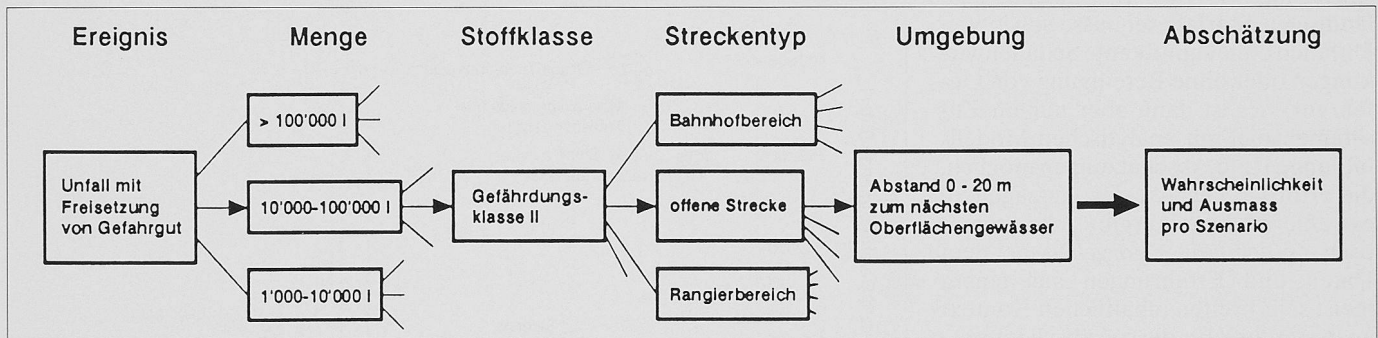 Ereignis Menge Stoffklasse Streckentyp Umgebung Abschätzung
Unfall mit
Freisetzung
von Gefahrgut
> 100'000 l
10'000-100'000 l
1'000-10'000 l
Gefährdungs-
klasse II
Bahnhofbereich
offene Strecke
Rangierbereich
Abstand 0 - 20 m
zum nächsten
Oberflächengewässer
Wahrscheinlichkeit
und Ausmass
pro Szenario